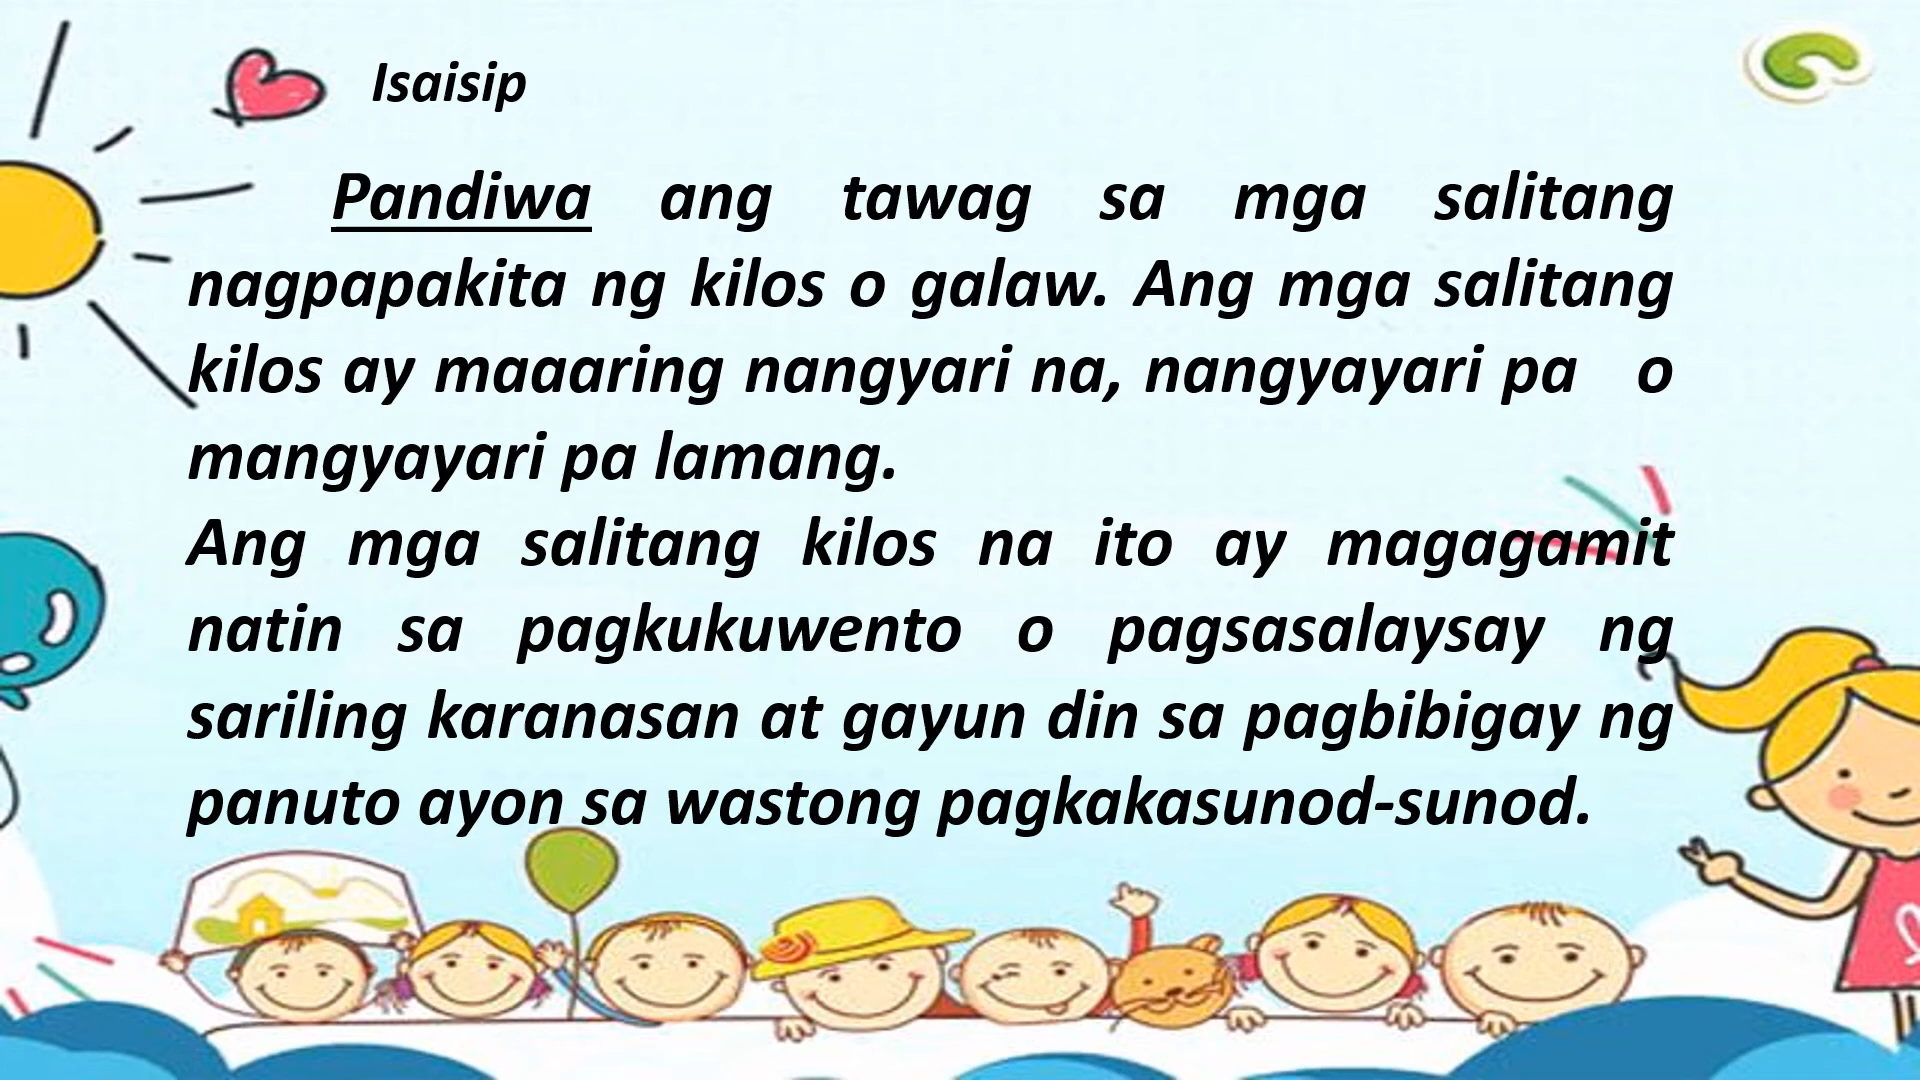 Isaisip
Pandiwa ang tawag sa mga salitang
nagpapakita ng kilos o galaw. Ang mga salitang
kilos ay maaaring nangyari na, nangyayari pa o
mangyayari pa lamang.
Ang mga salitang kilos na ito ay magagamit
natin sa pagkukuwento o pagsasalaysay ng
sariling karanasan at gayun din sa pagbibigay ng
panuto ayon sa wastong pagkakasunod-sunod.